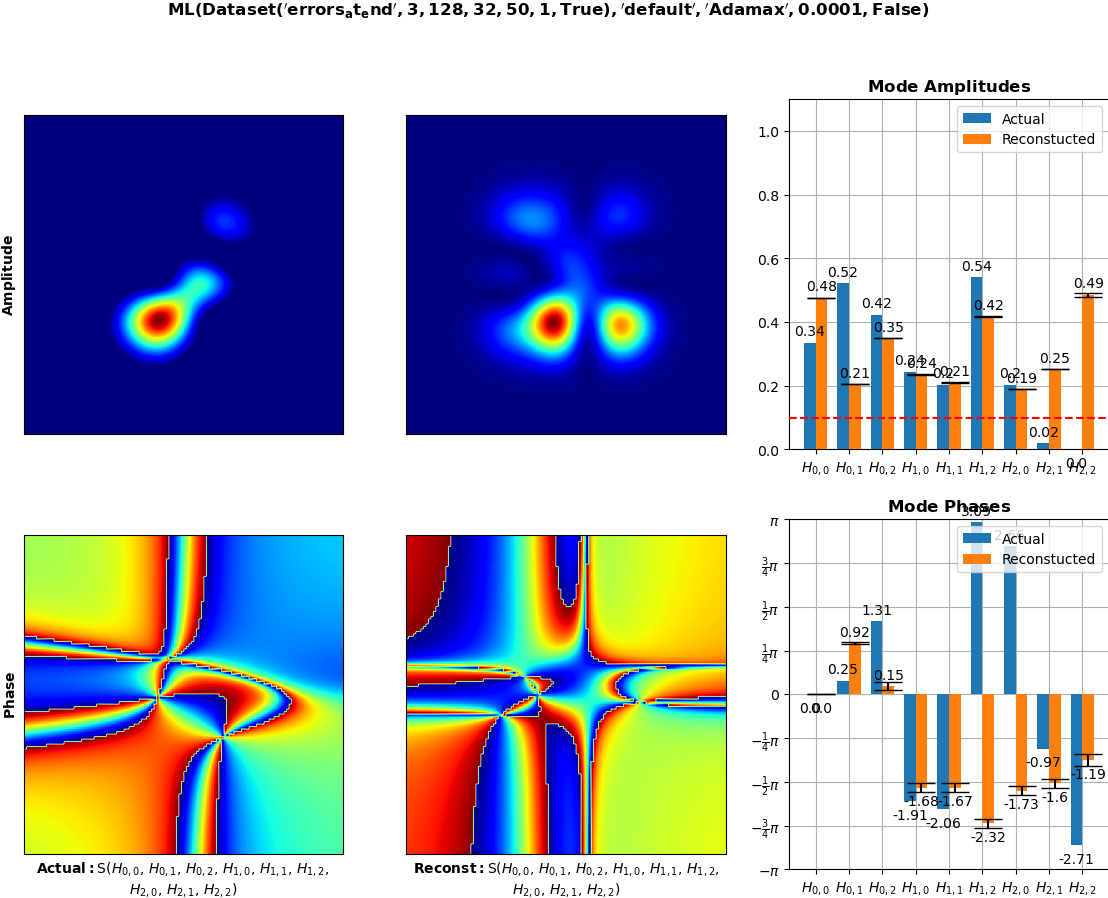 ML(Dataset('errors_at_end', 3, 128, 32, 50, 1, True), 'default', 'Adamax', 0.0001, False)
Amplitude
Mode Amplitudes
Actual
Reconstucted
1.0
0.8
0.6
0.4
0.2
0.0
0.34
0.48
0.52
0.21
0.42
0.35
0.24
0.24
0.2
0.21
0.54
0.42
0.2
0.19
0.02
0.25
0.0
0.49
H0,0 H0,1 H0,2 H1,0 H1,1 H1,2 H2,0 H2,1 H2,2
Phase
Mode Phases
Actual
Reconstucted
π
3/4π
1/2π
1/4π
0
−1/4π
−1/2π
−3/4π
−π
0.0
0.0
0.25
0.92
1.31
0.15
-1.91
-1.68
-2.06
-1.67
3.09
-2.32
-1.73
-0.97
-1.6
-2.71
-1.19
H0,0 H0,1 H0,2 H1,0 H1,1 H1,2 H2,0 H2,1 H2,2
Actual: S(H0,0, H0,1, H0,2, H1,0, H1,1, H1,2,
H2,0, H2,1, H2,2)
Reconst: S(H0,0, H0,1, H0,2, H1,0, H1,1, H1,2,
H2,0, H2,1, H2,2)